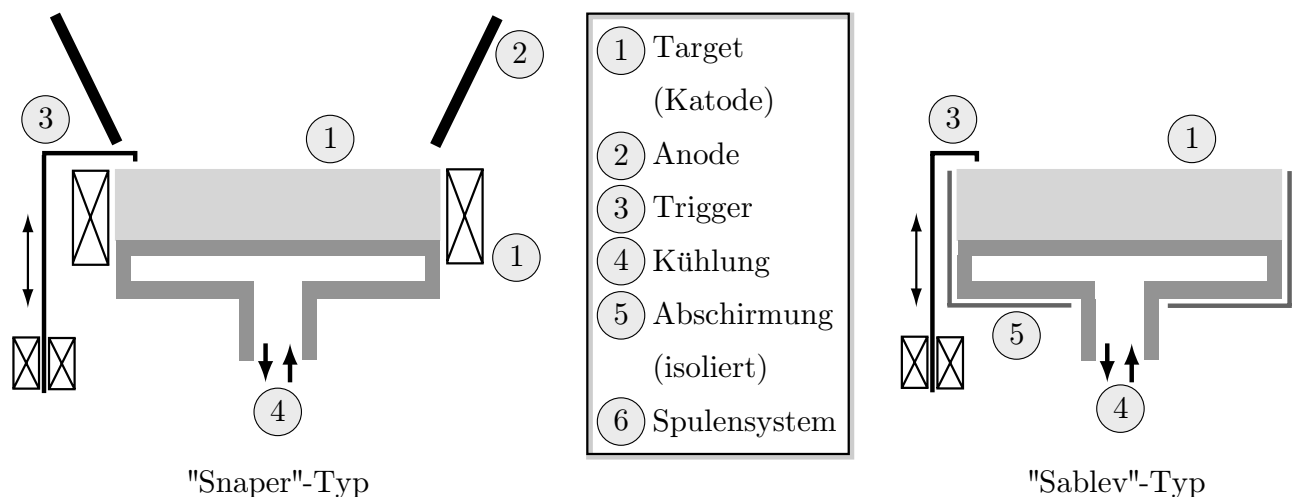 2
3
1
1
4
"Snaper"-Typ
1 Target
(Katode)
2 Anode
3 Trigger
4 Kühlung
5 Abschirmung
(isoliert)
6 Spulensystem
3
1
5
4
"Sablev"-Typ